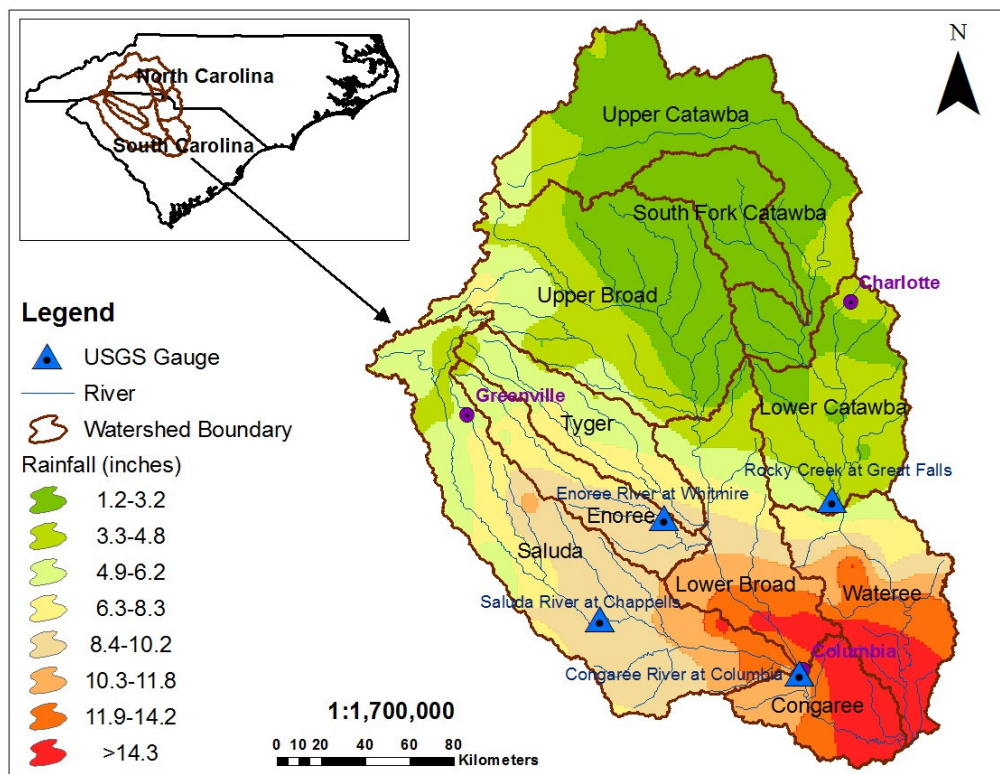 North Carolina
South Carolina
N
Upper Catawba
South Fork Catawba
Charlotte
Upper Broad
Legend
USGS Gauge
River
Watershed Boundary
Rainfall (inches)
1.2-3.2
3.3-4.8
4.9-6.2
6.3-8.3
8.4-10.2
10.3-11.8
11.9-14.2
>14.3
Greenville
Tyger
Lower Catawba
Rocky Creek at Great Falls
Enoree River at Whitmire
Enoree
Saluda
Lower Broad
Wateree
Saluda River at Chappells
Columbia
Congaree River at Columbia
Congaree
1:1,700,000
0 10 20 40 60 80
Kilometers